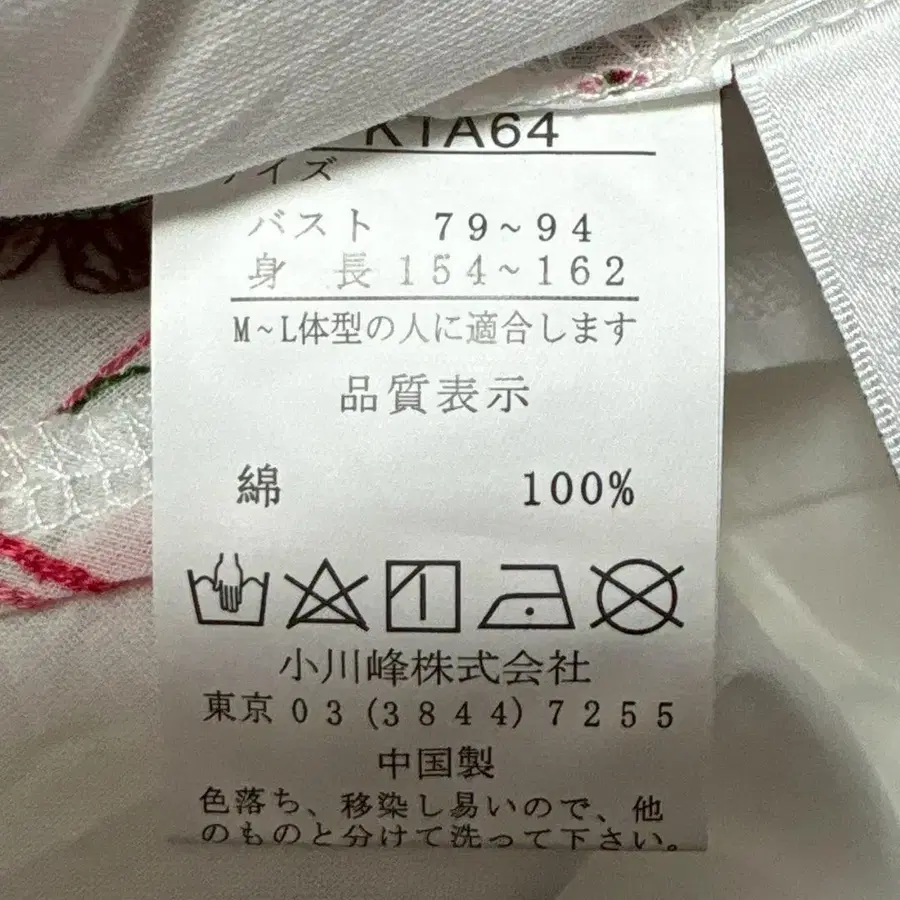 K1A64
イズ
バスト 79~94
身 長 154~162
M~L体型の人に適合します
品質表示
綿 100%
小川峰株式会社
東京 03(3844)7255
中国製
色落ち、移染し易いので、他
のものと分けて洗って下さい。